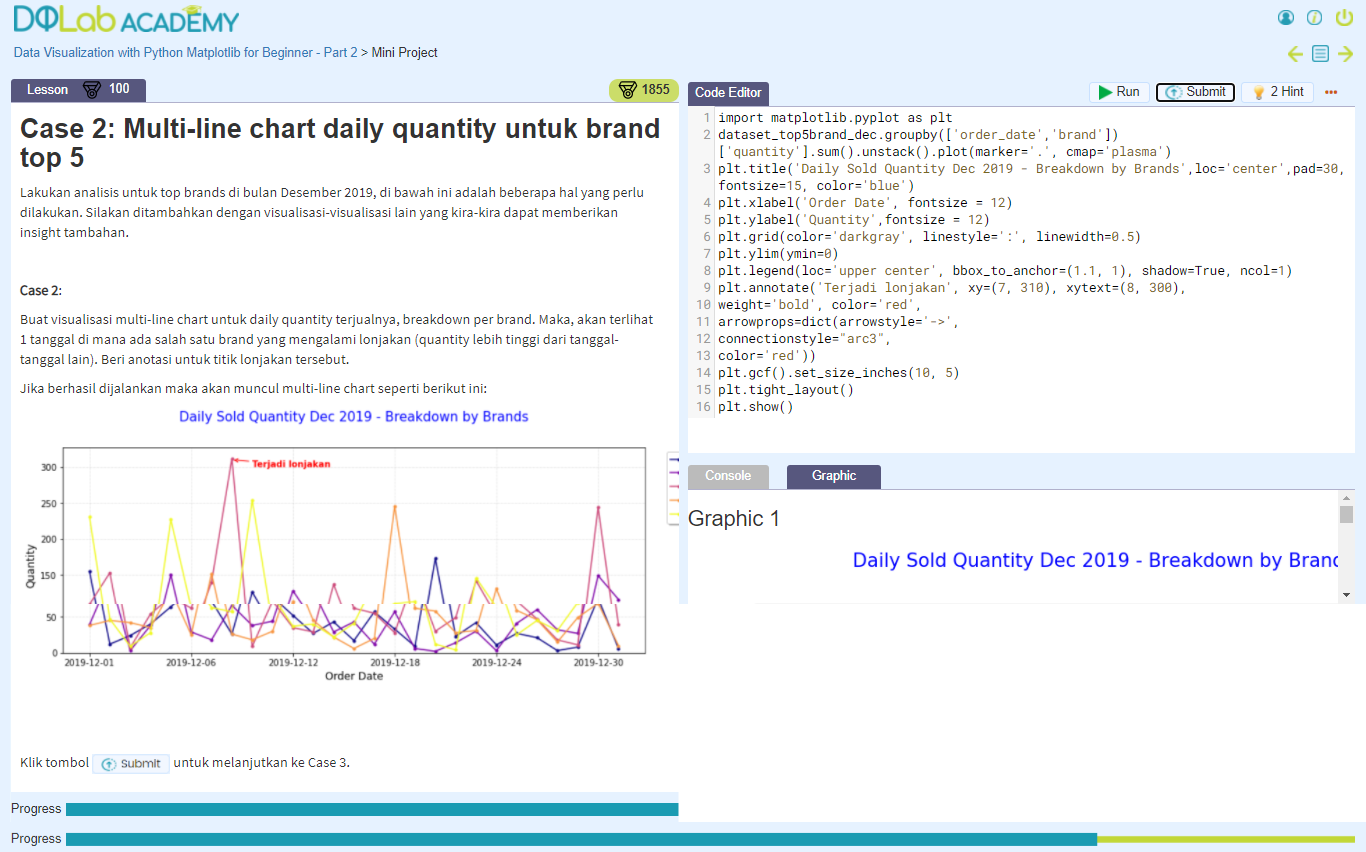 DQLab ACADEMY
Data Visualization with Python Matplotlib for Beginner - Part 2 > Mini Project
Lesson 100
1855
Case 2: Multi-line chart daily quantity untuk brand
top 5
Lakukan analisis untuk top brands di bulan Desember 2019, di bawah ini adalah beberapa hal yang perlu
dilakukan. Silakan ditambahkan dengan visualisasi-visualisasi lain yang kira-kira dapat memberikan
insight tambahan.
Case 2:
Buat visualisasi multi-line chart untuk daily quantity terjualnya, breakdown per brand. Maka, akan terlihat
1 tanggal di mana ada salah satu brand yang mengalami lonjakan (quantity lebih tinggi dari tanggal-
tanggal lain). Beri anotasi untuk titik lonjakan tersebut.
Jika berhasil dijalankan maka akan muncul multi-line chart seperti berikut ini:
Daily Sold Quantity Dec 2019 - Breakdown by Brands
Terjadi lonjakan
300
250
200
150
50
0
Quantity
2019-12-01 2019-12-06 2019-12-12 2019-12-18 2019-12-24 2019-12-30
Order Date
Klik tombol Submit untuk melanjutkan ke Case 3.
Progress
Progress
Code Editor
Run Submit 2 Hint
1 import matplotlib.pyplot as plt
2 dataset_top5brand_dec.groupby(['order_date','brand'])
['quantity'].sum().unstack().plot(marker='.', cmap='plasma')
3 plt.title('Daily Sold Quantity Dec 2019 - Breakdown by Brands',loc='center',pad=30,
fontsize=15, color='blue')
4 plt.xlabel('Order Date', fontsize = 12)
5 plt.ylabel('Quantity',fontsize = 12)
6 plt.grid(color='darkgray', linestyle=':', linewidth=0.5)
7 plt.ylim(ymin=0)
8 plt.legend(loc='upper center', bbox_to_anchor=(1.1, 1), shadow=True, ncol=1)
9 plt.annotate('Terjadi lonjakan', xy=(7, 310), xytext=(8, 300),
10 weight='bold', color='red',
11 arrowprops=dict(arrowstyle='->',
12 connectionstyle="arc3",
13 color='red'))
14 plt.gcf().set_size_inches(10, 5)
15 plt.tight_layout()
16 plt.show()
Console Graphic
Graphic 1
Daily Sold Quantity Dec 2019 - Breakdown by Branc